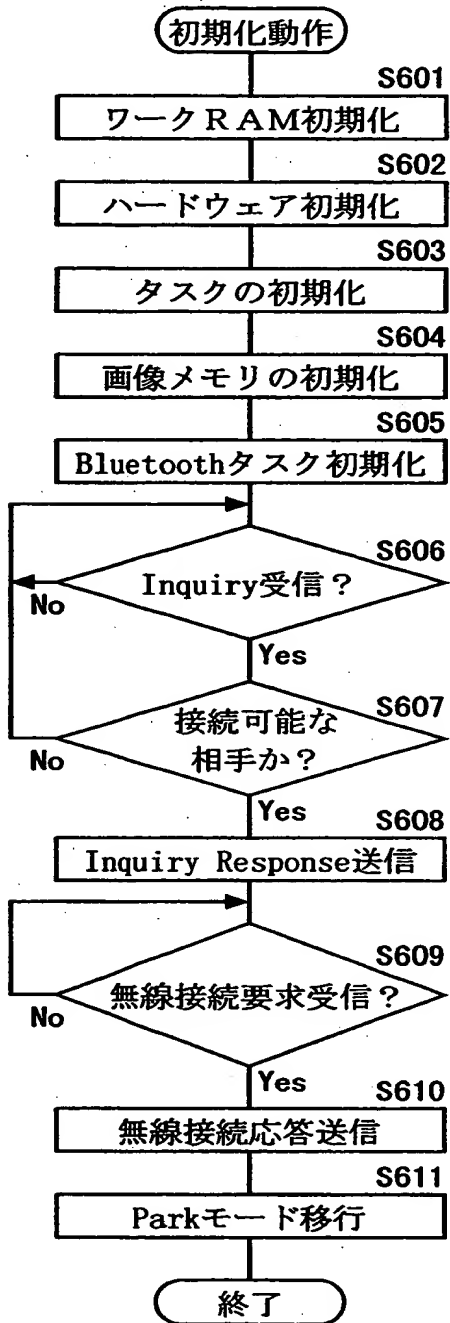 初期化動作
S601
ワークRAM初期化
S602
ハードウェア初期化
S603
タスクの初期化
S604
画像メモリの初期化
S605
Bluetoothタスク初期化
S606
Inquiry受信?
No
Yes
S607
接続可能な
相手か?
No
Yes
S608
Inquiry Response送信
S609
無線接続要求受信?
No
Yes
S610
無線接続応答送信
S611
Parkモード移行
終了